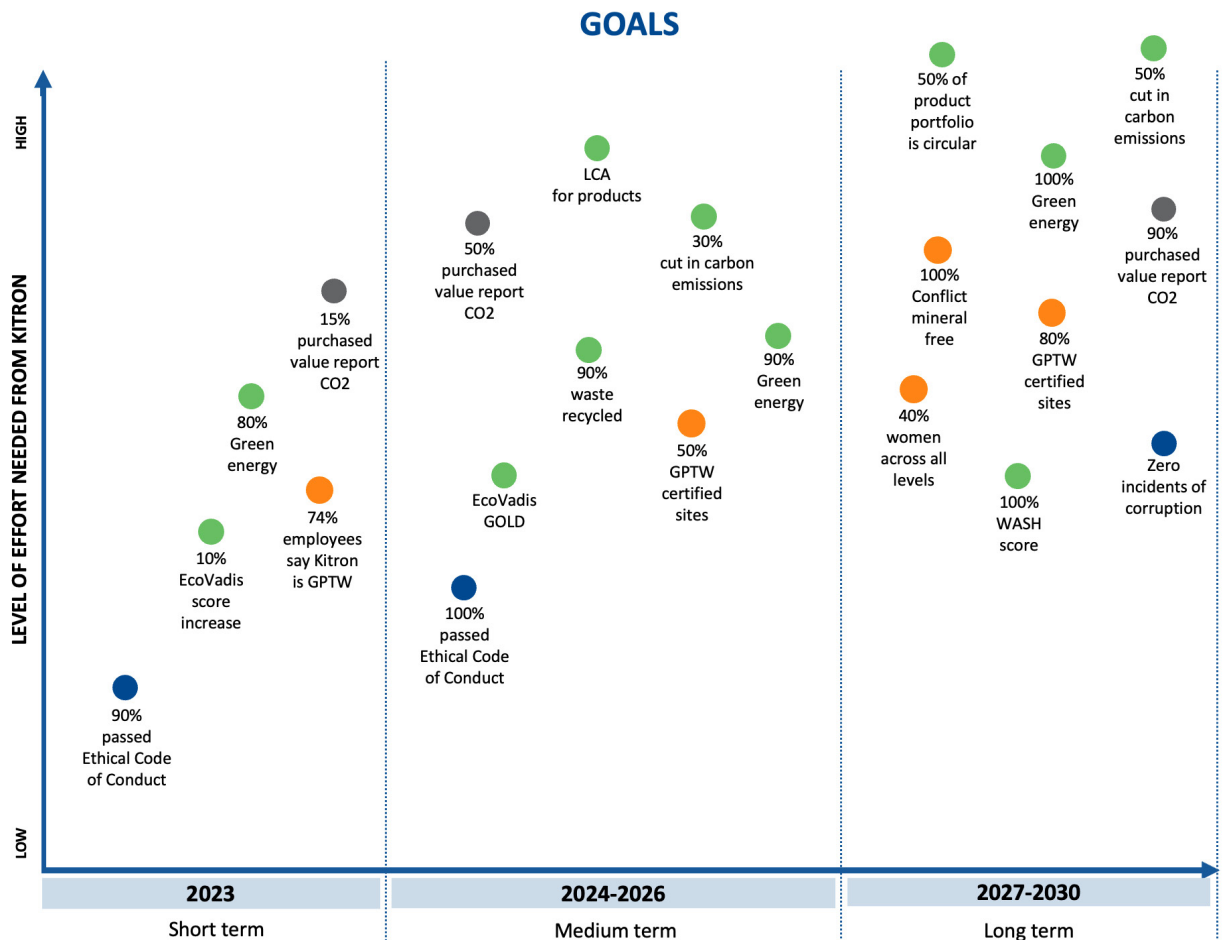 GOALS
HIGH
LEVEL OF EFFORT NEEDED FROM KITRON
LOW
90%
passed
Ethical Code
of Conduct
10%
EcoVadis
score
increase
80%
Green
energy
74%
employees
say Kitron
is GPTW
15%
purchased
value report
CO2
100%
passed
Ethical Code
of Conduct
EcoVadis
GOLD
50%
purchased
value report
CO2
LCA
for products
90%
waste
recycled
30%
cut in carbon
emissions
50%
GPTW
certified
sites
90%
Green
energy
50% of
product
portfolio
is circular
50%
cut in
carbon
emissions
100%
Green
energy
90%
purchased
value report
CO2
100%
Conflict
mineral
free
80%
GPTW
certified
sites
40%
women
across all
levels
100%
WASH
score
Zero
incidents of
corruption
2023
2024-2026
2027-2030
Short term
Medium term
Long term